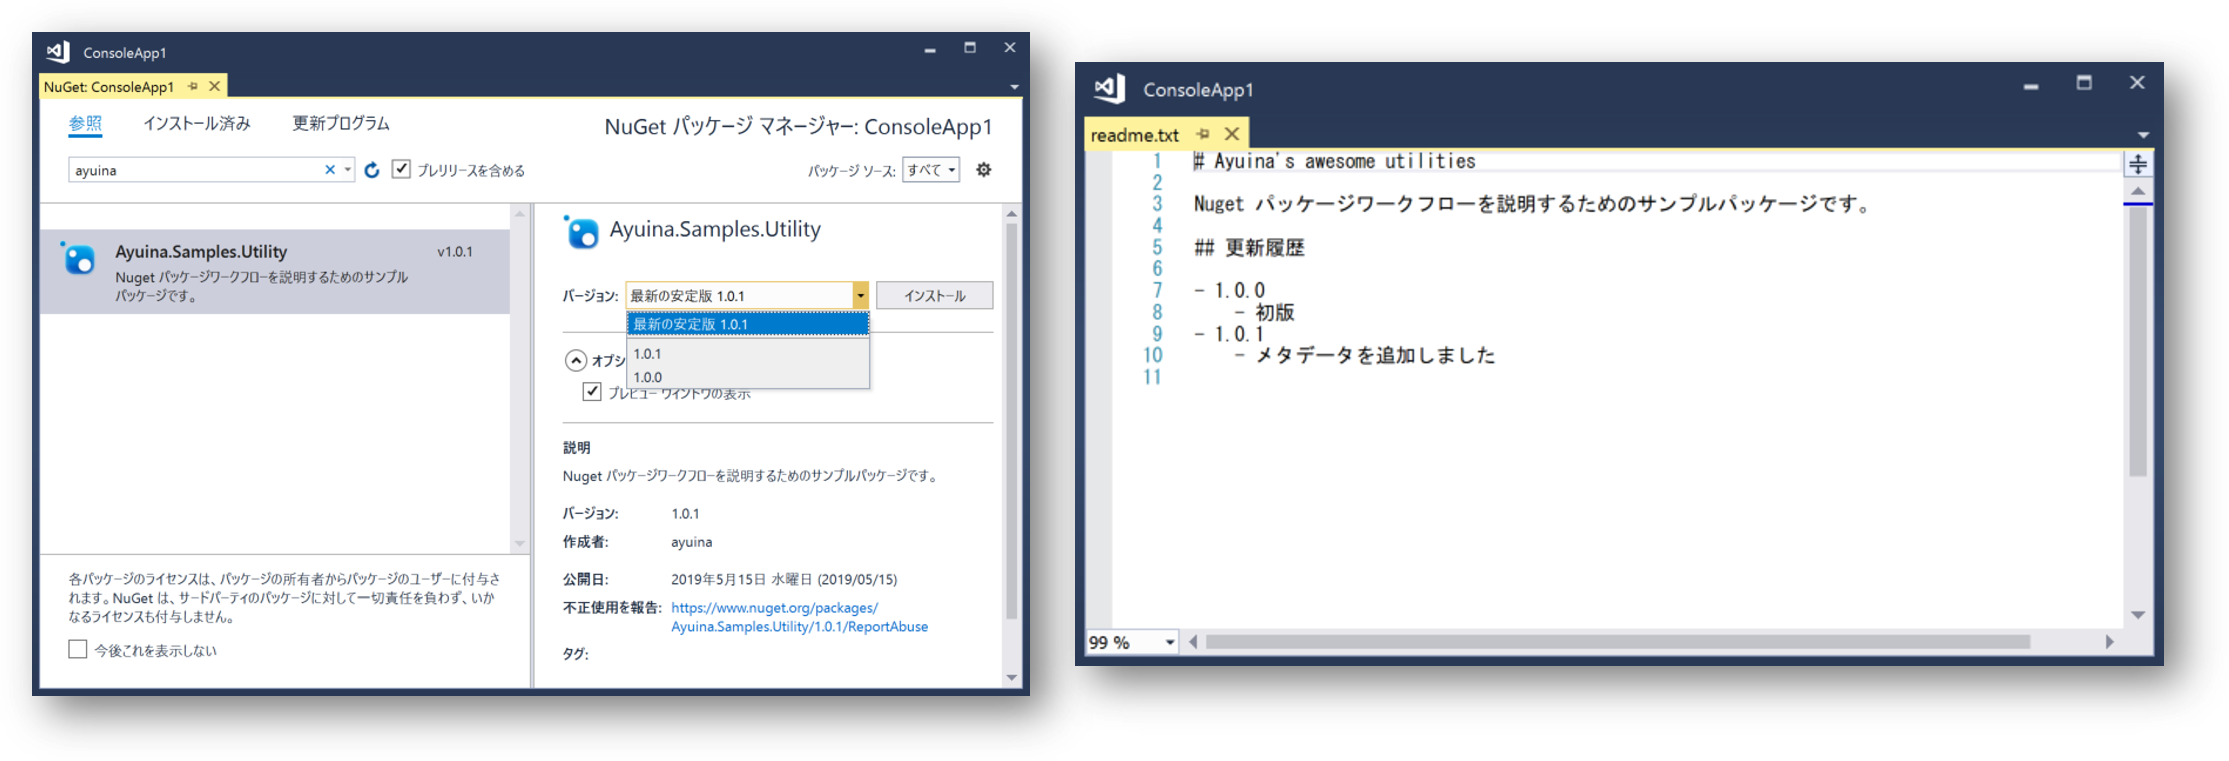 ConsoleApp1
NuGet: ConsoleApp1
参照 インストール済み 更新プログラム
NuGet パッケージ マネージャー: ConsoleApp1
ayuina
プレリリースを含める
パッケージ ソース: すべて
Ayuina.Samples.Utility v1.0.1
Nuget パッケージワークフローを説明するためのサンプル
パッケージです。
各パッケージのライセンスは、パッケージの所有者からパッケージのユーザーに付与さ
れます。NuGet は、サードパーティのパッケージに対して一切責任を負わず、いか
なるライセンスも付与しません。
今後これを表示しない
Ayuina.Samples.Utility
バージョン: 最新の安定版 1.0.1 インストール
最新の安定版 1.0.1
1.0.1
1.0.0
オプシ
プレビュー ウィンドウの表示
説明
Nuget パッケージワークフローを説明するためのサンプルパッケージです。
バージョン: 1.0.1
作成者: ayuina
公開日: 2019年5月15日 水曜日 (2019/05/15)
不正使用を報告: https://www.nuget.org/packages/
Ayuina.Samples.Utility/1.0.1/ReportAbuse
タグ:
ConsoleApp1
readme.txt
1 # Ayuina's awesome utilities
2
3 Nuget パッケージワークフローを説明するためのサンプルパッケージです。
4
5 ## 更新履歴
6
7 - 1.0.0
8 - 初版
9 - 1.0.1
10 - メタデータを追加しました
11
99 %